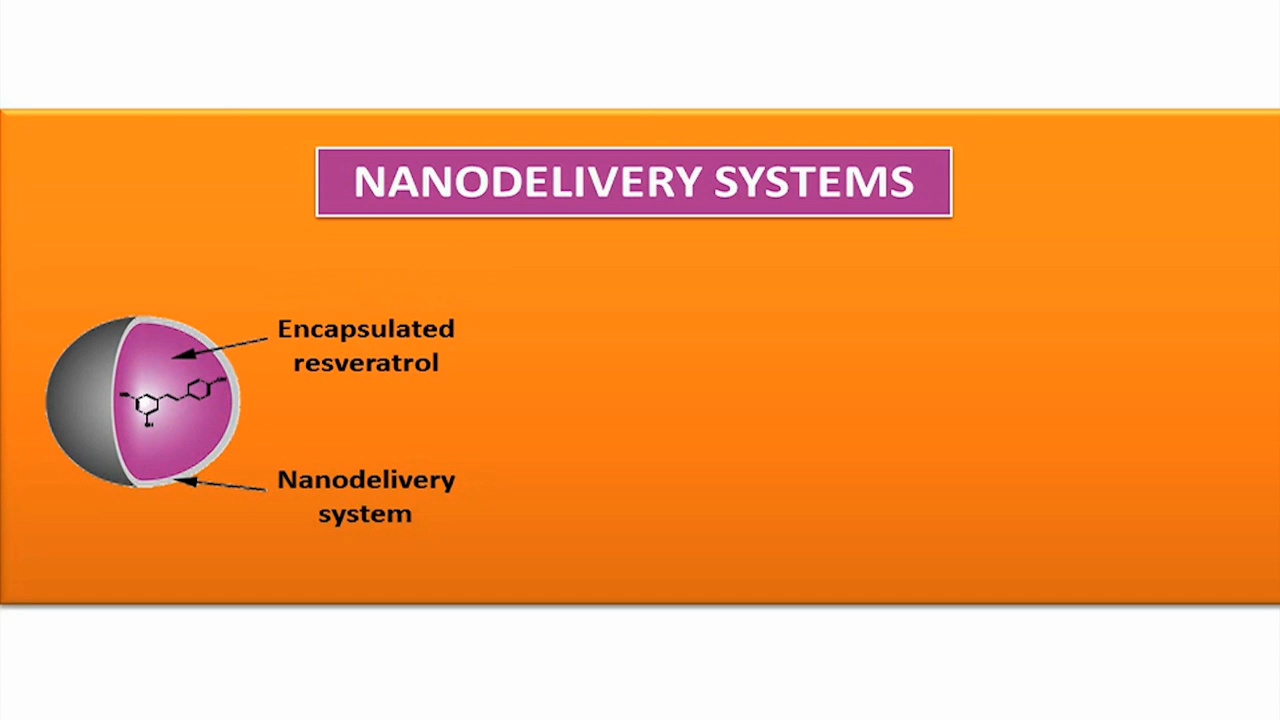 NANODELIVERY SYSTEMS
Encapsulated
resveratrol
Nanodelivery
system